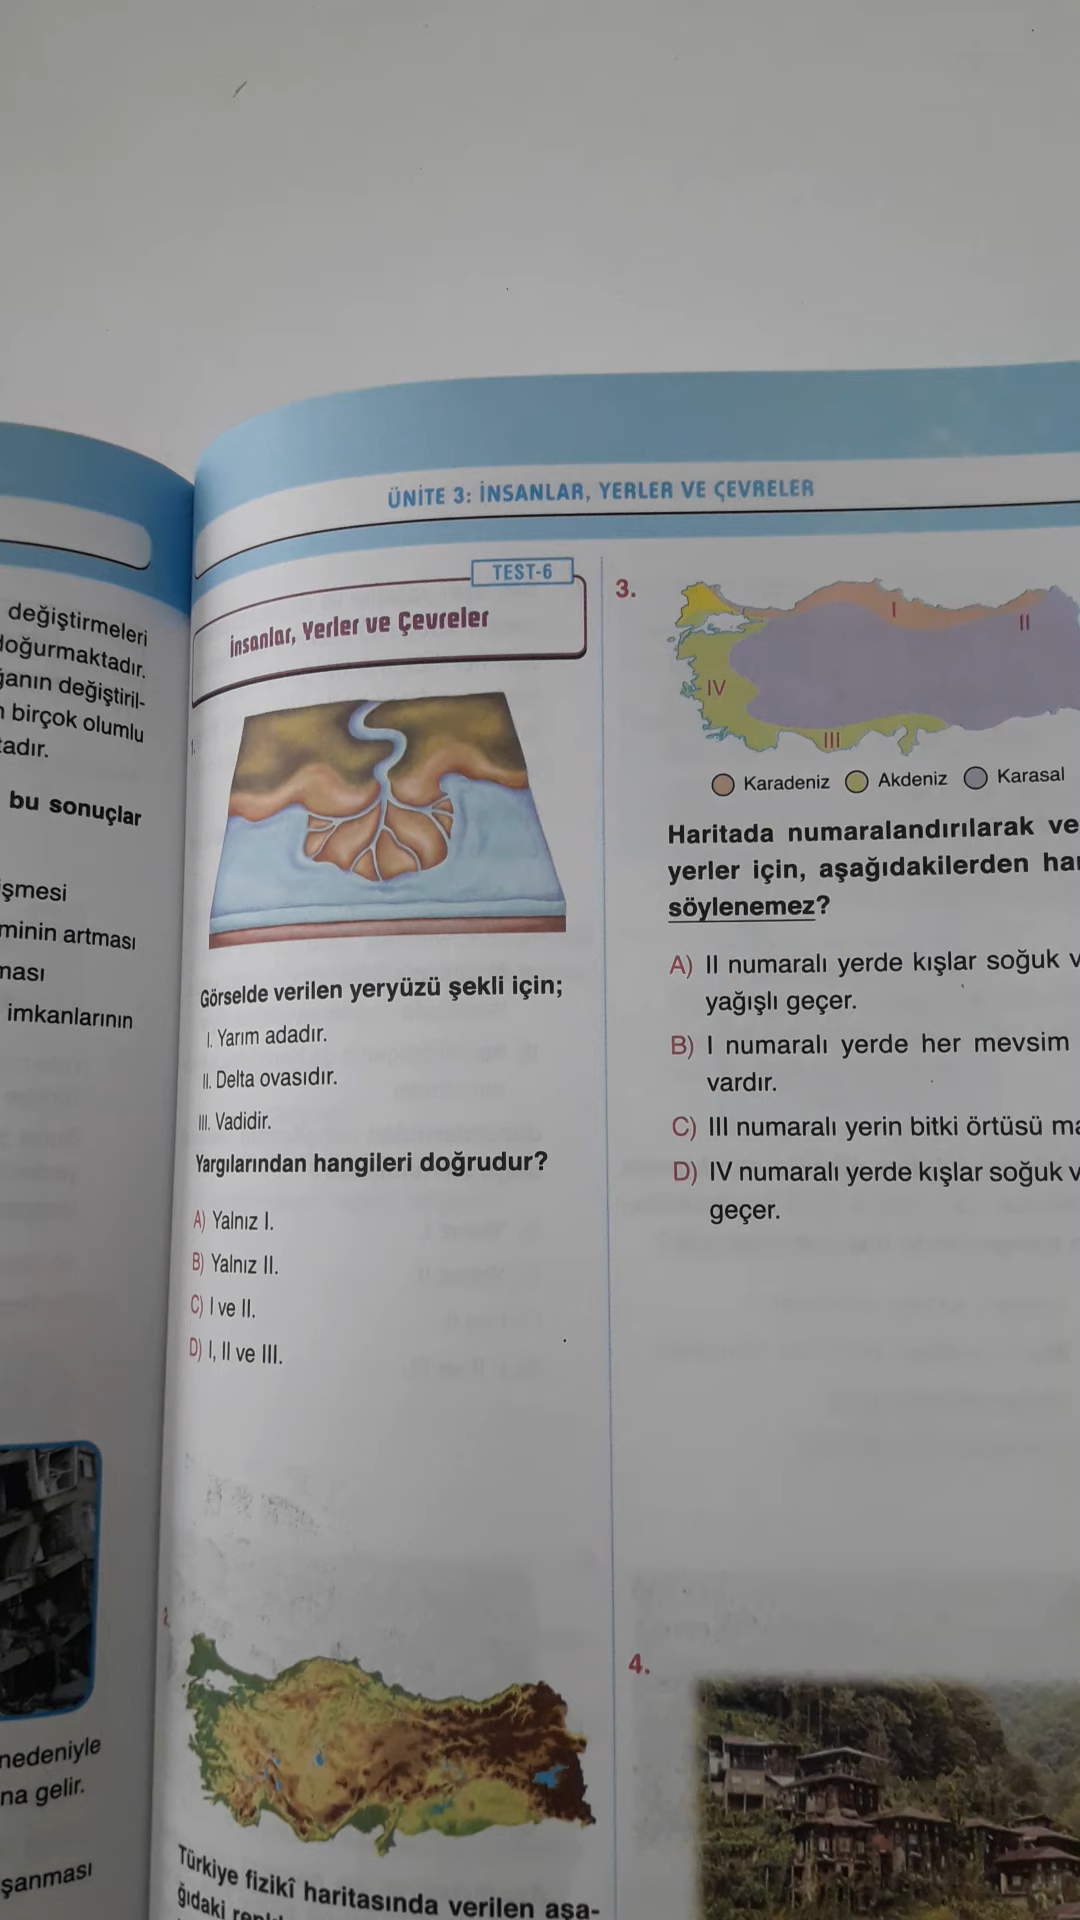 değiştirmeleri
doğurmaktadır.
ğanın değiştiril-
n birçok olumlu
tadır.
bu sonuçlar
işmesi
minin artması
ması
imkanlarının
nedeniyle
na gelir.
şanması
ÜNİTE 3: İNSANLAR, YERLER VE ÇEVRELER
TEST-6
İnsanlar, Yerler ve Çevreler
1.
Görselde verilen yeryüzü şekli için;
I. Yarım adadır.
II. Delta ovasıdır.
III. Vadidir.
Yargılarından hangileri doğrudur?
A) Yalnız I.
B) Yalnız II.
C) I ve II.
D) I, II ve III.
2.
Türkiye fizikî haritasında verilen aşa-
ğıdaki
3.
I
II
IV
III
Karadeniz Akdeniz Karasal
Haritada numaralandırılarak ve
yerler için, aşağıdakilerden han
söylenemez?
A) II numaralı yerde kışlar soğuk v
yağışlı geçer.
B) I numaralı yerde her mevsim
vardır.
C) III numaralı yerin bitki örtüsü ma
D) IV numaralı yerde kışlar soğuk v
geçer.
4.